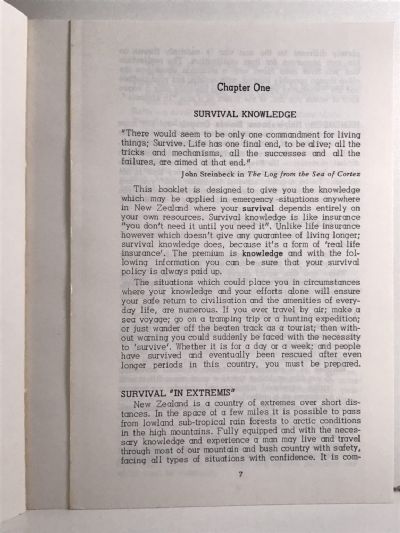 Chapter One
SURVIVAL KNOWLEDGE
"There would seem to be only one commandment for living
things; Survive. Life has one final end, to be alive; all the
tricks and mechanisms, all the successes and all the
failures, are aimed at that end."
John Steinbeck in The Log from the Sea of Cortez
This booklet is designed to give you the knowledge
which may be applied in emergency situations anywhere
in New Zealand where your survival depends entirely on
your own resources. Survival knowledge is like insurance
"you don't need it until you need it". Unlike life insurance
however which doesn't give any guarantee of living longer;
survival knowledge does, because it's a form of 'real life
insurance'. The premium is knowledge and with the fol-
lowing information you can be sure that your survival
policy is always paid up.
The situations which could place you in circumstances
where your knowledge and your efforts alone will ensure
your safe return to civilisation and the amenities of every-
day life, are numerous. If you ever travel by air; make a
sea voyage; go on a tramping trip or a hunting expedition;
or just wander off the beaten track as a tourist; then with-
out warning you could suddenly be faced with the necessity
to 'survive'. Whether it is for a day or a week; and people
have survived and eventually been rescued after even
longer periods in this country, you must be prepared.
SURVIVAL "IN EXTREMIS"
New Zealand is a country of extremes over short dis-
tances. In the space of a few miles it is possible to pass
from lowland sub-tropical rain forests to arctic conditions
in the high mountains. Fully equipped and with the neces-
sary knowledge and experience a man may live and travel
through most of our mountain and bush country with safety,
facing all types of situations with confidence. It is com-
7